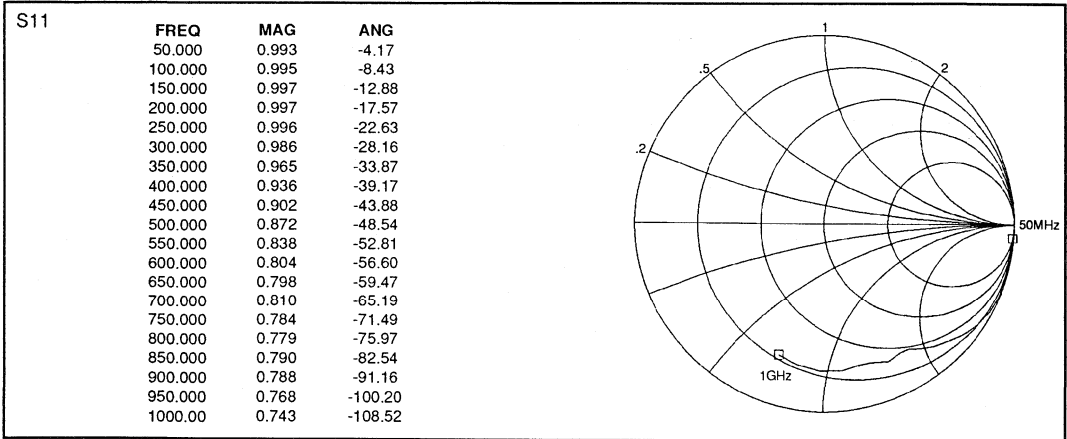 S11
FREQ MAG ANG
50.000 0.993 -4.17
100.000 0.995 -8.43
150.000 0.997 -12.88
200.000 0.997 -17.57
250.000 0.996 -22.63
300.000 0.986 -28.16
350.000 0.965 -33.87
400.000 0.936 -39.17
450.000 0.902 -43.88
500.000 0.872 -48.54
550.000 0.838 -52.81
600.000 0.804 -56.60
650.000 0.798 -59.47
700.000 0.810 -65.19
750.000 0.784 -71.49
800.000 0.779 -75.97
850.000 0.790 -82.54
900.000 0.788 -91.16
950.000 0.768 -100.20
1000.00 0.743 -108.52
1
.5
2
.2
50MHz
1GHz